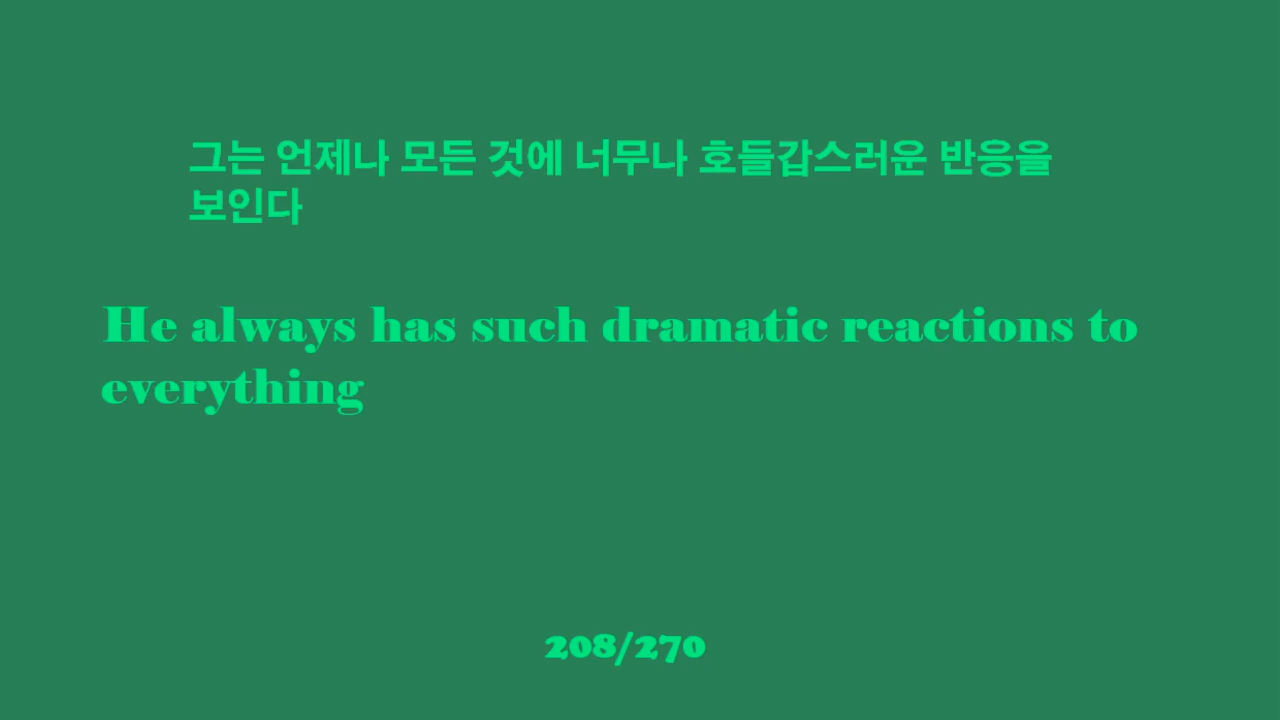 그는 언제나 모든 것에 너무나 호들갑스러운 반응을
보인다
He always has such dramatic reactions to
everything
208/270